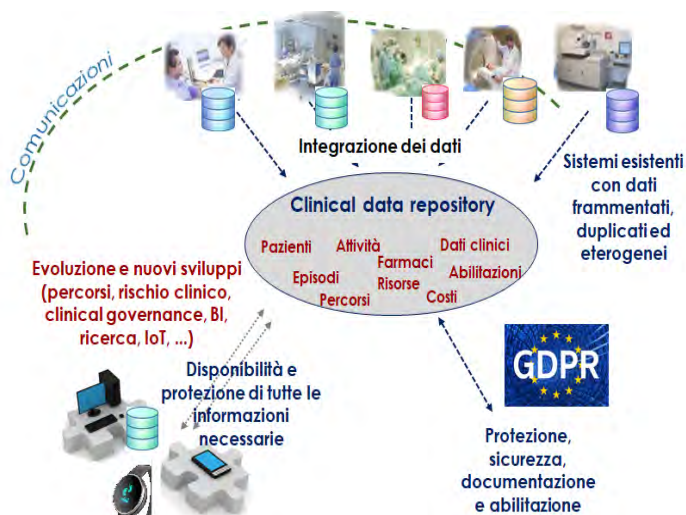 Comunicazioni
Integrazione dei dati
Sistemi esistenti
con dati
frammentati,
duplicati ed
eterogenei
Clinical data repository
Pazienti
Attività
Dati clinici
Farmaci
Episodi
Risorse
Abilitazioni
Percorsi
Costi
Evoluzione e nuovi sviluppi
(percorsi, rischio clinico,
clinical governance, BI,
ricerca, IoT, ...)
Disponibilità e
protezione di tutte le
informazioni
necessarie
GDPR
Protezione,
sicurezza,
documentazione
e abilitazione